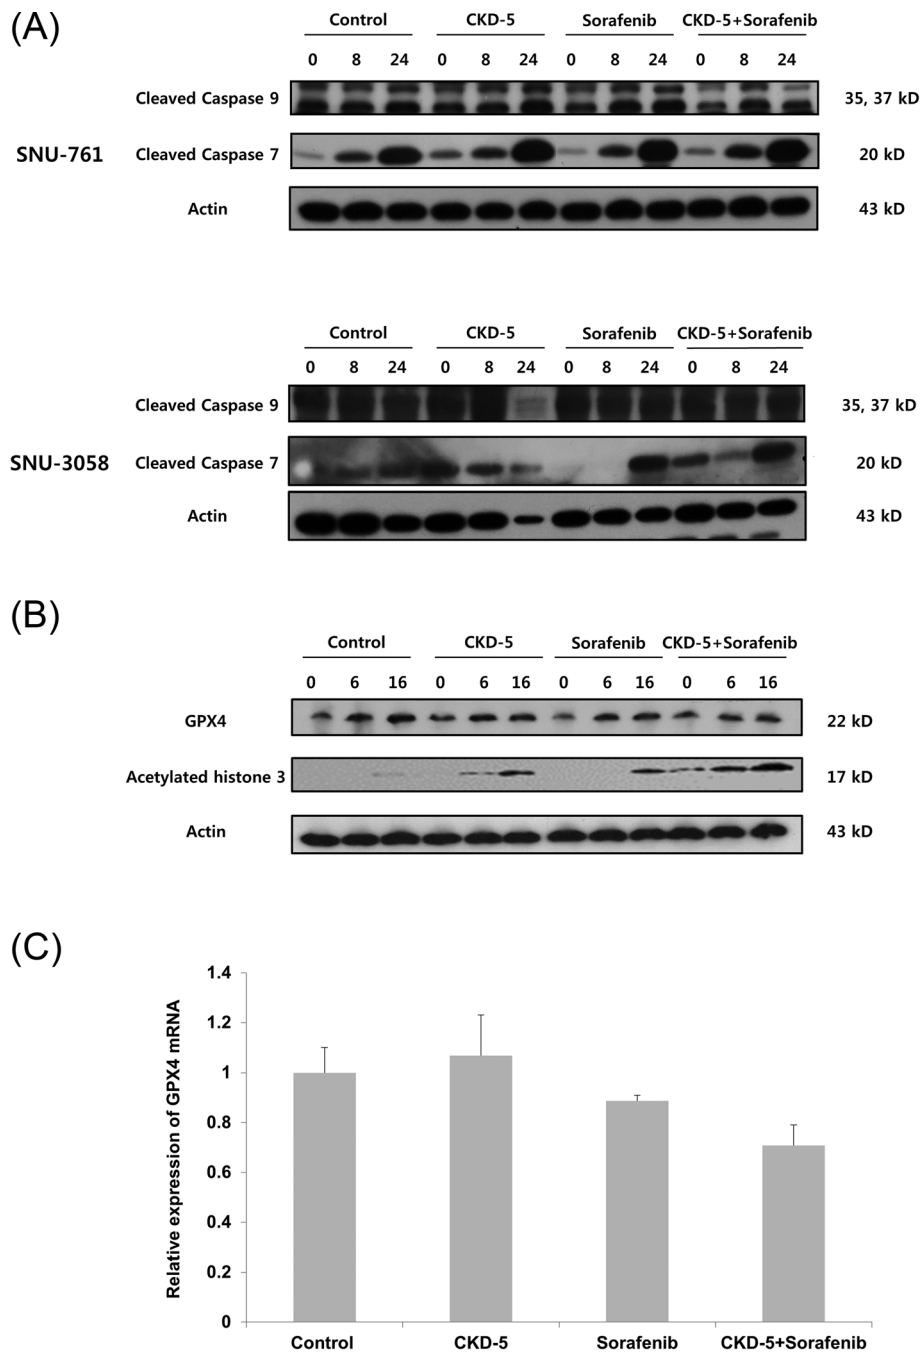 (A)
Control CKD-5 Sorafenib CKD-5+Sorafenib
0 8 24 0 8 24 0 8 24 0 8 24
Cleaved Caspase 9 35, 37 kD
SNU-761 Cleaved Caspase 7 20 kD
Actin 43 kD
Control CKD-5 Sorafenib CKD-5+Sorafenib
0 8 24 0 8 24 0 8 24 0 8 24
Cleaved Caspase 9 35, 37 kD
SNU-3058 Cleaved Caspase 7 20 kD
Actin 43 kD
(B)
Control CKD-5 Sorafenib CKD-5+Sorafenib
0 6 16 0 6 16 0 6 16 0 6 16
GPX4 22 kD
Acetylated histone 3 17 kD
Actin 43 kD
(C)
Relative expression of GPX4 mRNA
1.4
1.2
1
0.8
0.6
0.4
0.2
0
Control CKD-5 Sorafenib CKD-5+Sorafenib